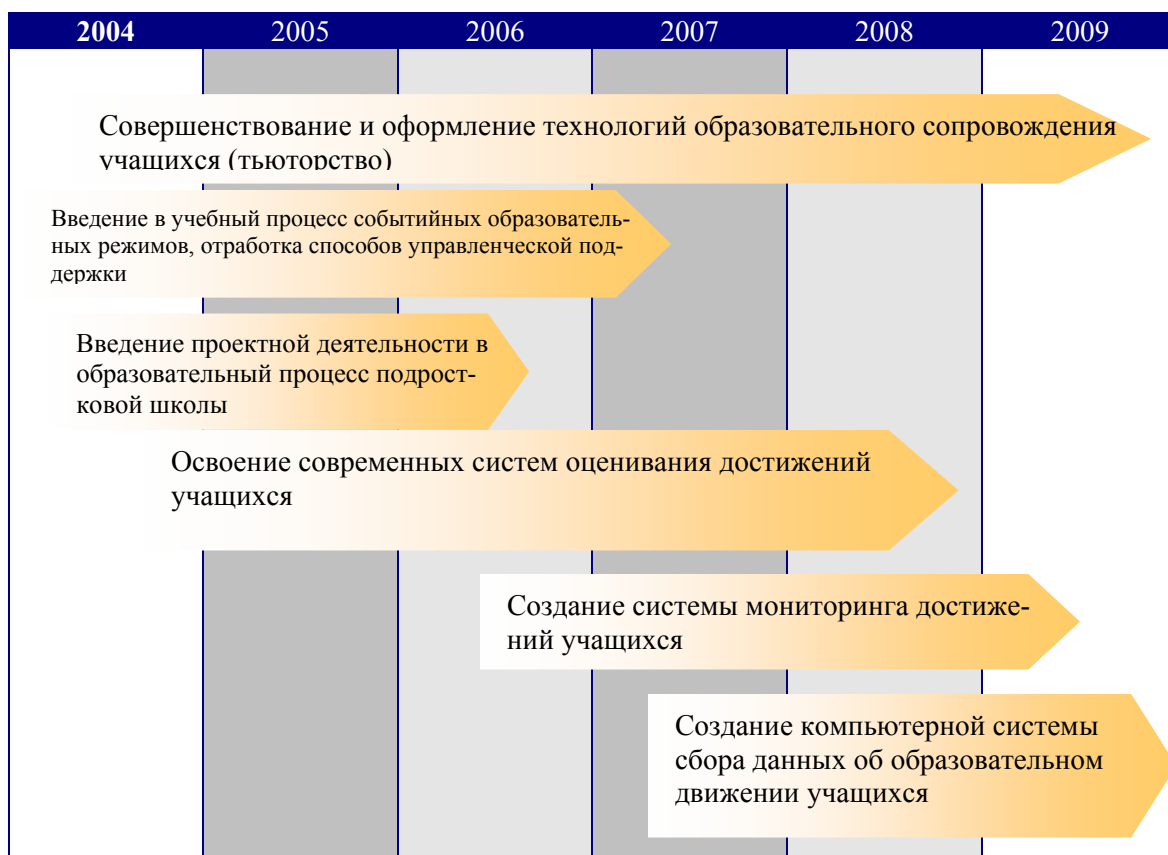 2004 2005 2006 2007 2008 2009
Совершенствование и оформление технологий образовательного сопровождения
учащихся (тьюторство)
Введение в учебный процесс событийных образователь-
ных режимов, отработка способов управленческой под-
держки
Введение проектной деятельности в
образовательный процесс подрост-
ковой школы
Освоение современных систем оценивания достижений
учащихся
Создание системы мониторинга достиже-
ний учащихся
Создание компьютерной системы
сбора данных об образовательном
движении учащихся